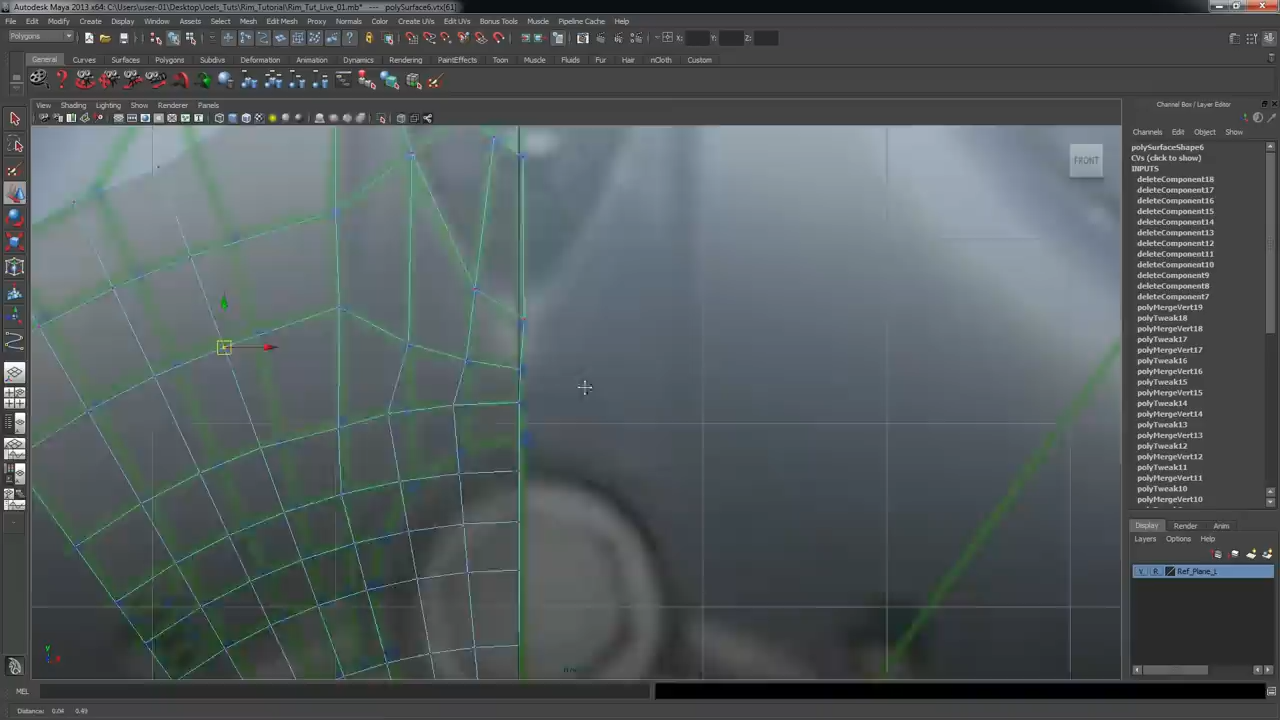 Autodesk Maya 2013 x64: C:\Users\user-01\Desktop\Joels_Tuts\Rim_Tutorial\Rim_Tut_Live_01.mb* --- polySurface6.vtx[61]
File Edit Modify Create Display Window Assets Select Mesh Edit Mesh Proxy Normals Color Create UVs Edit UVs Bonus Tools Muscle Pipeline Cache Help
Polygons X: Y: Z:
General Curves Surfaces Polygons Subdivs Deformation Animation Dynamics Rendering PaintEffects Toon Muscle Fluids Fur Hair nCloth Custom
View Shading Lighting Show Renderer Panels
FRONT
Channel Box / Layer Editor
Channels Edit Object Show
polySurfaceShape6
CVs (click to show)
INPUTS
deleteComponent18
deleteComponent17
deleteComponent16
deleteComponent15
deleteComponent14
deleteComponent13
deleteComponent12
deleteComponent11
deleteComponent10
deleteComponent9
deleteComponent8
deleteComponent7
polyMergeVert19
polyTweak18
polyMergeVert18
polyTweak17
polyMergeVert17
polyTweak16
polyMergeVert16
polyTweak15
polyMergeVert15
polyTweak14
polyMergeVert14
polyTweak13
polyMergeVert13
polyTweak12
polyMergeVert12
polyTweak11
polyMergeVert11
polyTweak10
polyMergeVert10
Display Render Anim
Layers Options Help
V R Ref_Plane_L
y
x
MEL
Distance: 0.04 0.49